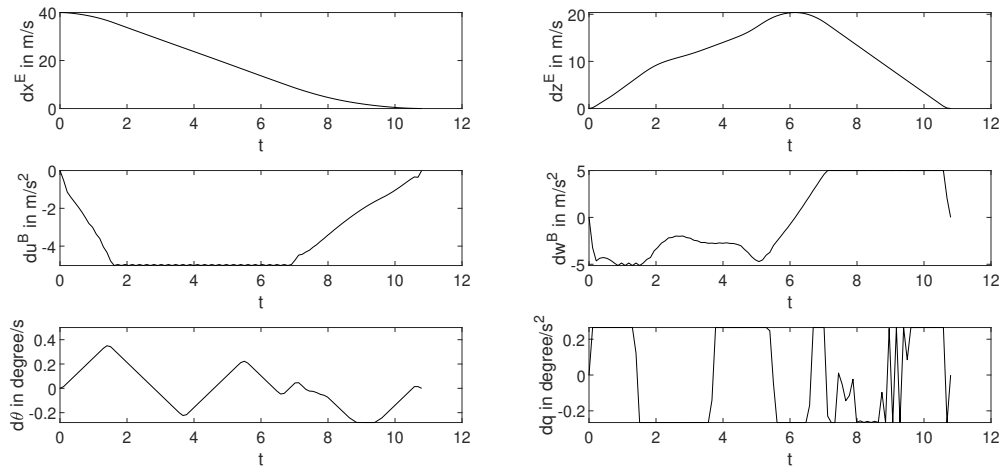 dx^E in m/s
40
20
0
0 2 4 6 8 10 12
t
dz^E in m/s
20
10
0
0 2 4 6 8 10 12
t
du^B in m/s^2
0
-2
-4
0 2 4 6 8 10 12
t
dw^B in m/s^2
5
0
-5
0 2 4 6 8 10 12
t
dθ in degree/s
0.4
0.2
0
-0.2
0 2 4 6 8 10 12
t
dq in degree/s^2
0.2
0
-0.2
0 2 4 6 8 10 12
t